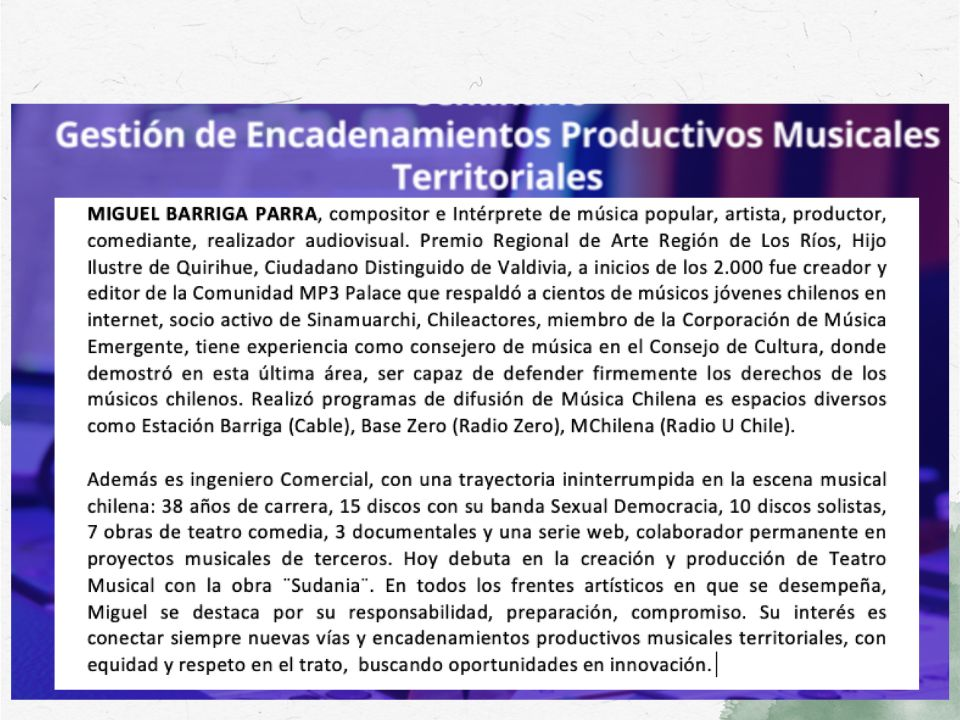 Gestión de Encadenamientos Productivos Musicales
Territoriales
MIGUEL BARRIGA PARRA, compositor e Intérprete de música popular, artista, productor,
comediante, realizador audiovisual. Premio Regional de Arte Región de Los Ríos, Hijo
Ilustre de Quirihue, Ciudadano Distinguido de Valdivia, a inicios de los 2.000 fue creador y
editor de la Comunidad MP3 Palace que respaldó a cientos de músicos jóvenes chilenos en
internet, socio activo de Sinamuarchi, Chileactores, miembro de la Corporación de Música
Emergente, tiene experiencia como consejero de música en el Consejo de Cultura, donde
demostró en esta última área, ser capaz de defender firmemente los derechos de los
músicos chilenos. Realizó programas de difusión de Música Chilena es espacios diversos
como Estación Barriga (Cable), Base Zero (Radio Zero), MChilena (Radio U Chile).
Además es ingeniero Comercial, con una trayectoria ininterrumpida en la escena musical
chilena: 38 años de carrera, 15 discos con su banda Sexual Democracia, 10 discos solistas,
7 obras de teatro comedia, 3 documentales y una serie web, colaborador permanente en
proyectos musicales de terceros. Hoy debuta en la creación y producción de Teatro
Musical con la obra ¨Sudania¨. En todos los frentes artísticos en que se desempeña,
Miguel se destaca por su responsabilidad, preparación, compromiso. Su interés es
conectar siempre nuevas vías y encadenamientos productivos musicales territoriales, con
equidad y respeto en el trato, buscando oportunidades en innovación.